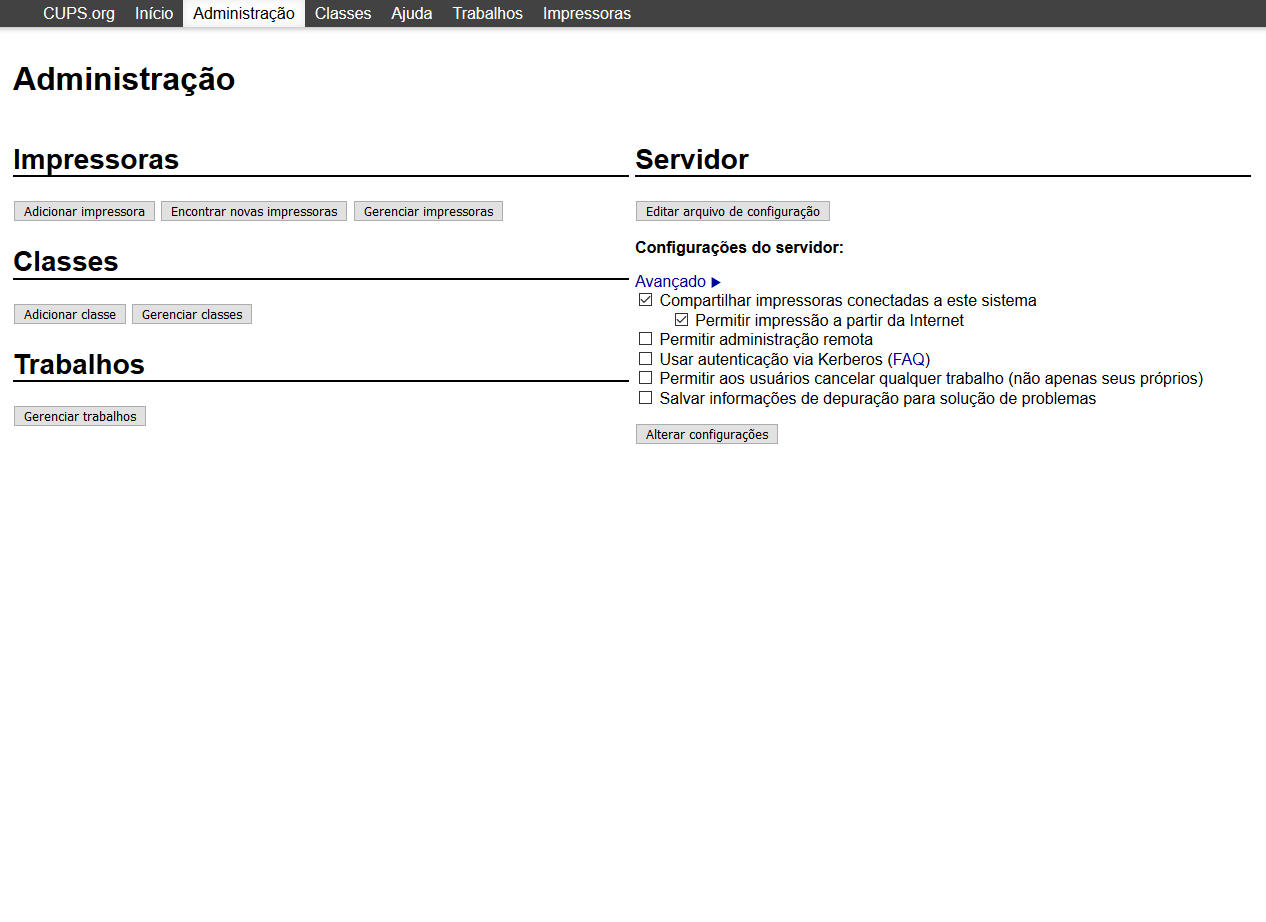 CUPS.org Início Administração Classes Ajuda Trabalhos Impressoras
Administração
Impressoras
Adicionar impressora Encontrar novas impressoras Gerenciar impressoras
Classes
Adicionar classe Gerenciar classes
Trabalhos
Gerenciar trabalhos
Servidor
Editar arquivo de configuração
Configurações do servidor:
Avançado ▶
Compartilhar impressoras conectadas a este sistema
Permitir impressão a partir da Internet
Permitir administração remota
Usar autenticação via Kerberos (FAQ)
Permitir aos usuários cancelar qualquer trabalho (não apenas seus próprios)
Salvar informações de depuração para solução de problemas
Alterar configurações